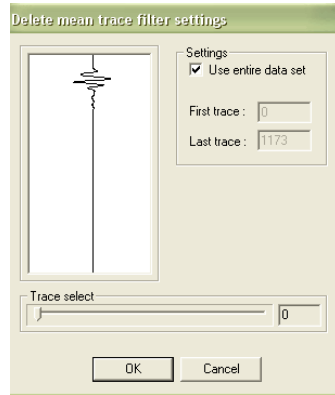 Delete mean trace filter settings
Settings
Use entire data set
First trace : 0
Last trace : 1173
Trace select
0
OK Cancel